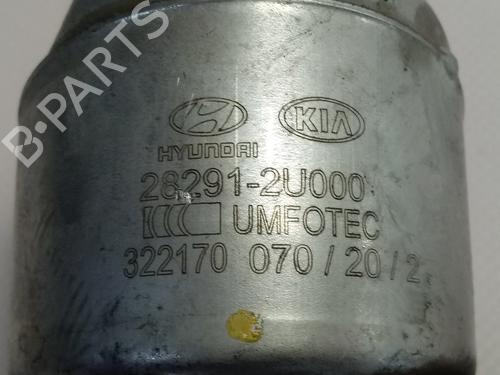 KIA
HYUNDAI
28291-2U000
UMFOTEC
322170 070 / 20 / 2
B-PARTS